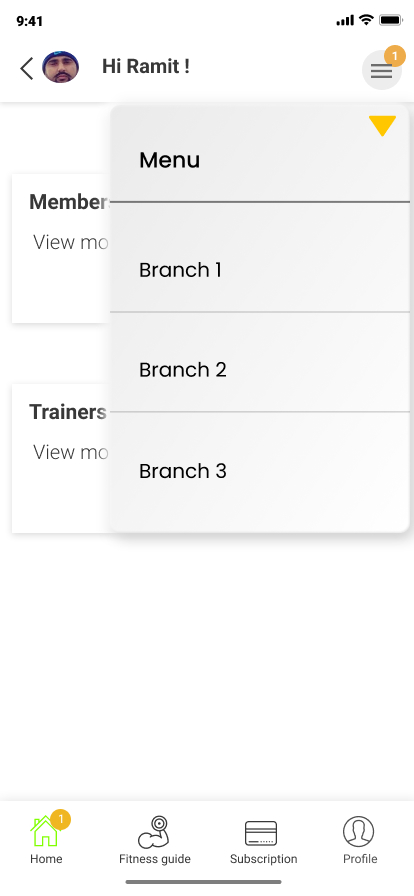 9:41
Hi Ramit !
1
Menu
Member
View mo
Branch 1
Branch 2
Trainers
View mo
Branch 3
1
Home
Fitness guide
Subscription
Profile